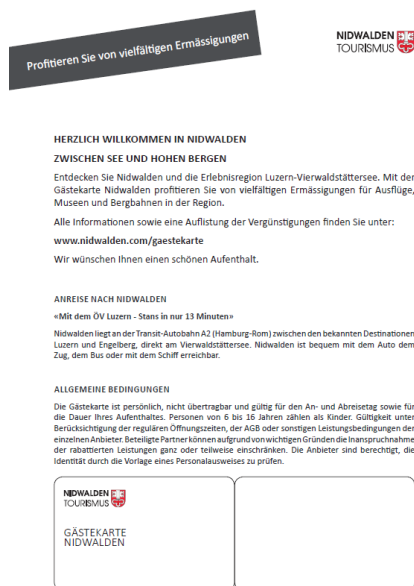 Profitieren Sie von vielfältigen Ermässigungen
NIDWALDEN
TOURISMUS
HERZLICH WILLKOMMEN IN NIDWALDEN
ZWISCHEN SEE UND HOHEN BERGEN
Entdecken Sie Nidwalden und die Erlebnisregion Luzern-Vierwaldstättersee. Mit der
Gästekarte Nidwalden profitieren Sie von vielfältigen Ermässigungen für Ausflüge,
Museen und Bergbahnen in der Region.
Alle Informationen sowie eine Auflistung der Vergünstigungen finden Sie unter:
www.nidwalden.com/gaestekarte
Wir wünschen Ihnen einen schönen Aufenthalt.
ANREISE NACH NIDWALDEN
«Mit dem ÖV Luzern - Stans in nur 13 Minuten»
Nidwalden liegt an der Transit-Autobahn A2 (Hamburg-Rom) zwischen den bekannten Destinationen
Luzern und Engelberg, direkt am Vierwaldstättersee. Nidwalden ist bequem mit dem Auto dem
Zug, dem Bus oder mit dem Schiff erreichbar.
ALLGEMEINE BEDINGUNGEN
Die Gästekarte ist persönlich, nicht übertragbar und gültig für den An- und Abreisetag sowie für
die Dauer Ihres Aufenthaltes. Personen von 6 bis 16 Jahren zählen als Kinder. Gültigkeit unter
Berücksichtigung der regulären Öffnungszeiten, der AGB oder sonstigen Leistungsbedingungen der
einzelnen Anbieter. Beteiligte Partner können aufgrund von wichtigen Gründen die Inanspruchnahme
der rabattierten Leistungen ganz oder teilweise einschränken. Die Anbieter sind berechtigt, die
Identität durch die Vorlage eines Personalausweises zu prüfen.
NIDWALDEN
TOURISMUS
GÄSTEKARTE
NIDWALDEN